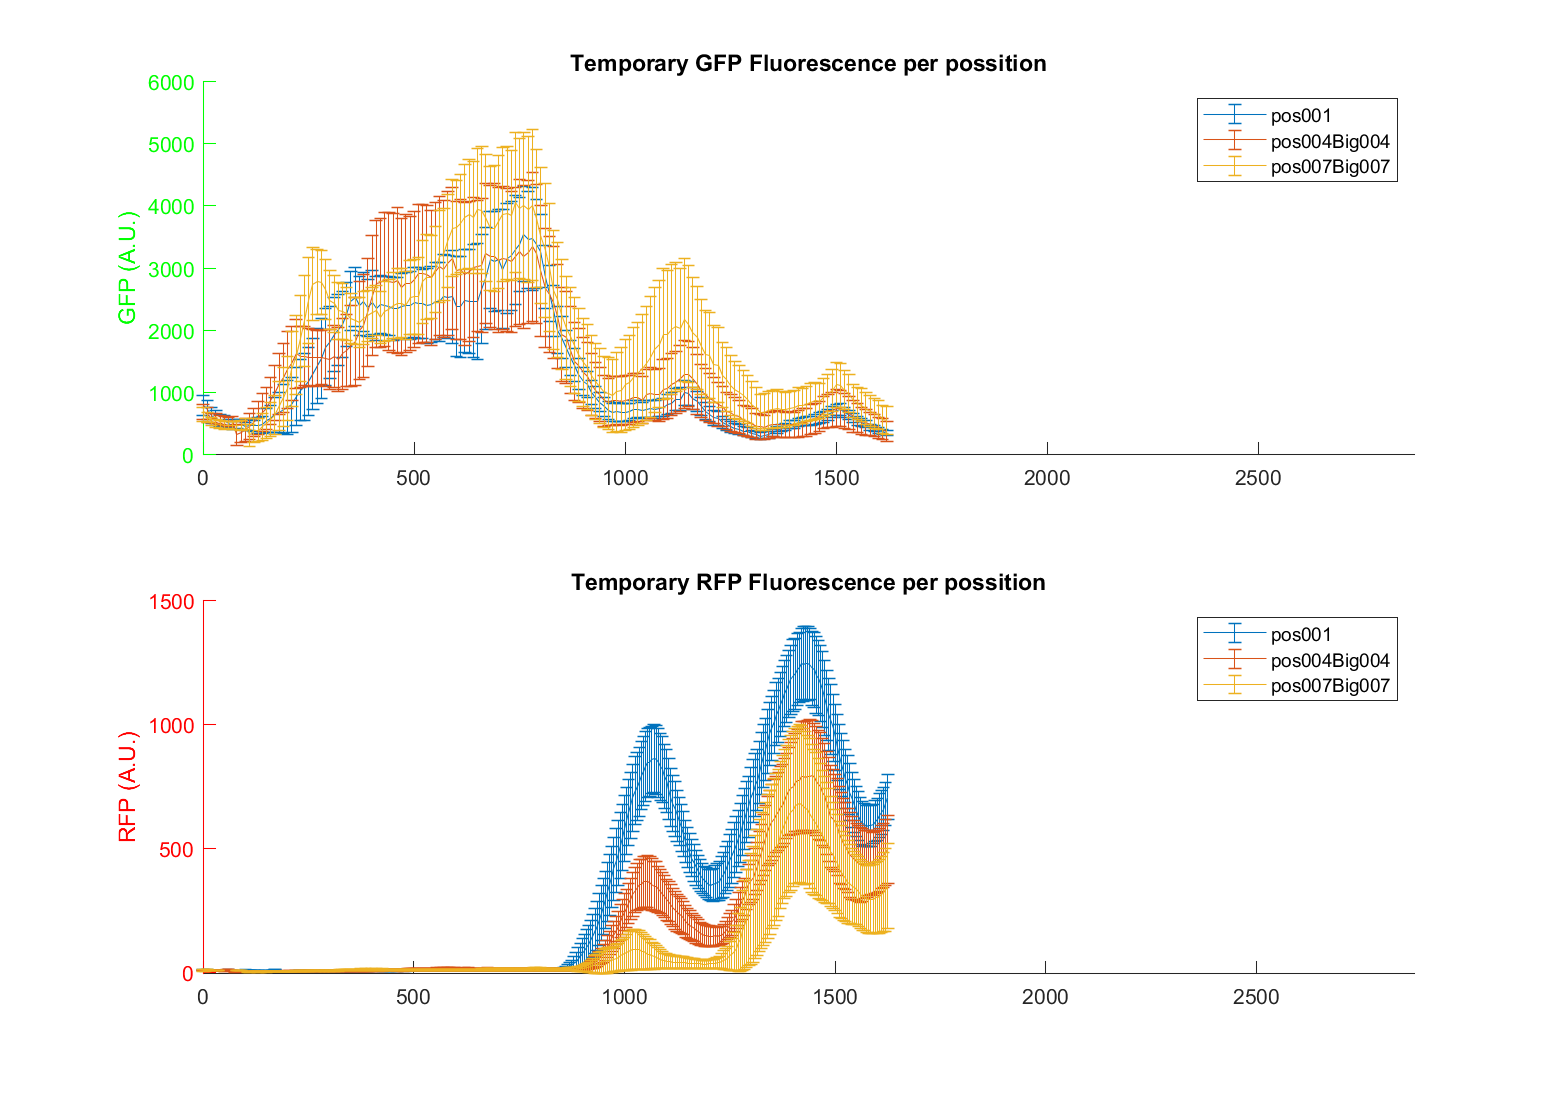 Temporary GFP Fluorescence per possition
6000
5000
4000
3000
2000
1000
0
GFP (A.U.)
0 500 1000 1500 2000 2500
pos001
pos004Big004
pos007Big007
Temporary RFP Fluorescence per possition
1500
1000
500
0
RFP (A.U.)
0 500 1000 1500 2000 2500
pos001
pos004Big004
pos007Big007